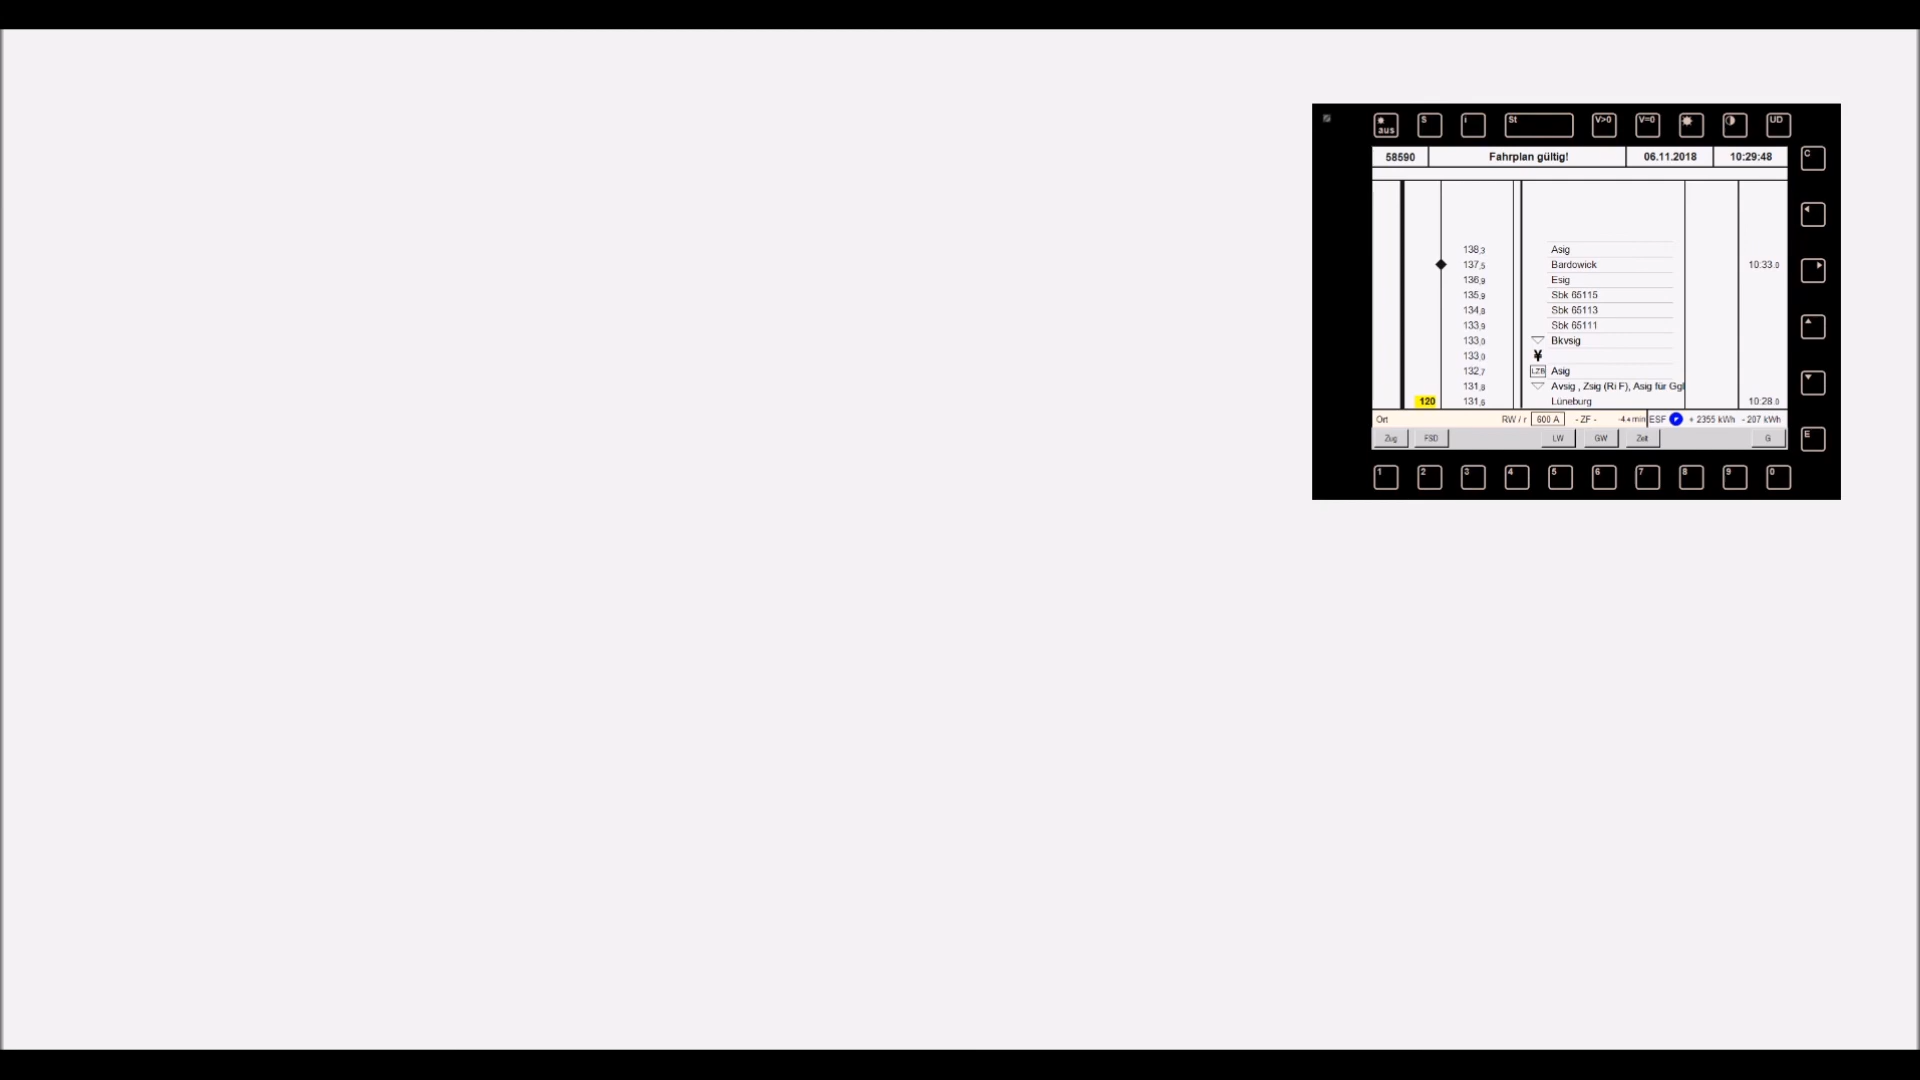 aus S i St V>0 V=0 UD
C
58590 Fahrplan gültig! 06.11.2018 10:29:48
138,3 Asig
137,5 Bardowick 10:33.0
136,9 Esig
135,9 Sbk 65115
134,8 Sbk 65113
133,9 Sbk 65111
133,0 Bkvsig
133,0 ¥
132,7 LZB Asig
131,8 Avsig , Zsig (Ri F), Asig für Ggl
120 131,6 Lüneburg 10:28.0
Ort RW / r 600 A - ZF - -4.4 min ESF + 2355 kWh - 207 kWh
Zug FSD LW GW Zeit G
E
1 2 3 4 5 6 7 8 9 0